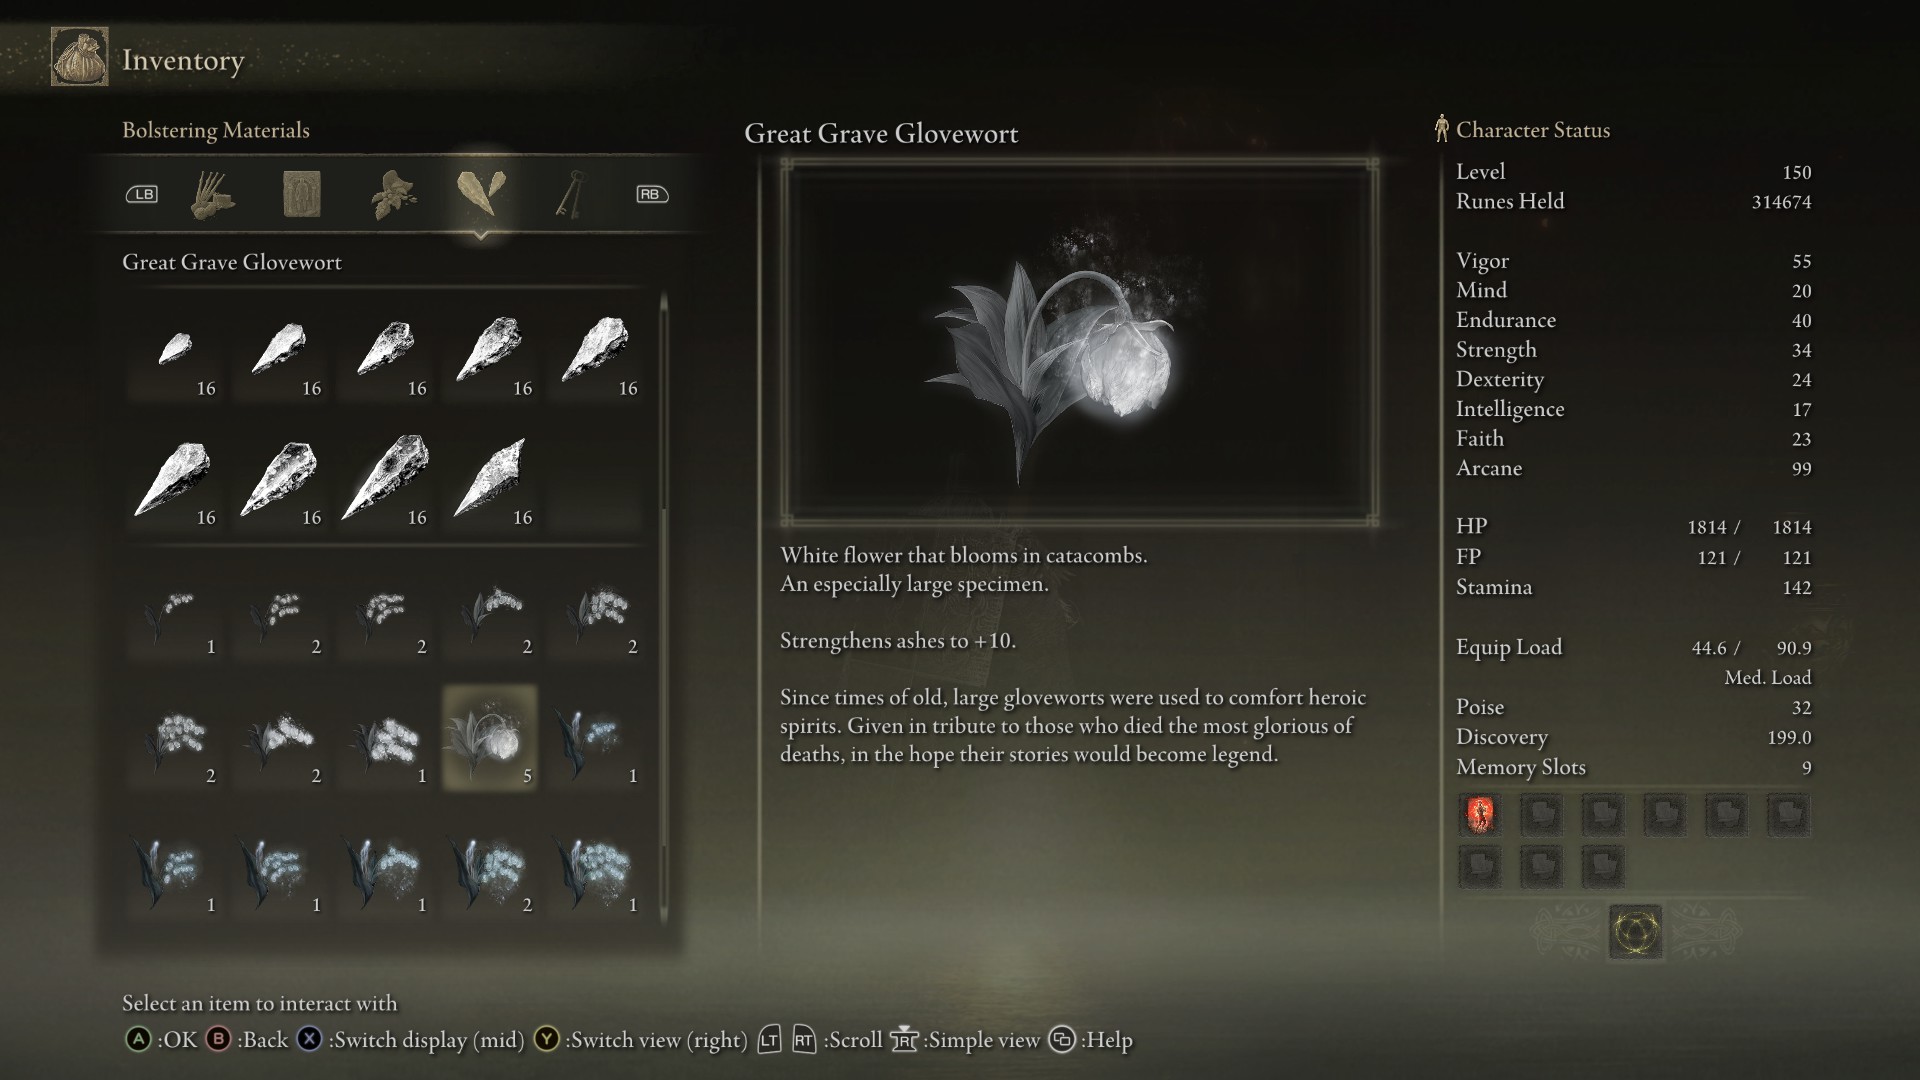 Inventory
Bolstering Materials
LB
RB
Great Grave Glovewort
16 16 16 16 16
16 16 16 16
1 2 2 2 2
2 2 1 5 1
1 1 1 2 1
Great Grave Glovewort
White flower that blooms in catacombs.
An especially large specimen.
Strengthens ashes to +10.
Since times of old, large gloveworts were used to comfort heroic
spirits. Given in tribute to those who died the most glorious of
deaths, in the hope their stories would become legend.
Character Status
Level 150
Runes Held 314674
Vigor 55
Mind 20
Endurance 40
Strength 34
Dexterity 24
Intelligence 17
Faith 23
Arcane 99
HP 1814 / 1814
FP 121 / 121
Stamina 142
Equip Load 44.6 / 90.9
Med. Load
Poise 32
Discovery 199.0
Memory Slots 9
Select an item to interact with
A :OK B :Back X :Switch display (mid) Y :Switch view (right) LT RT :Scroll R :Simple view :Help